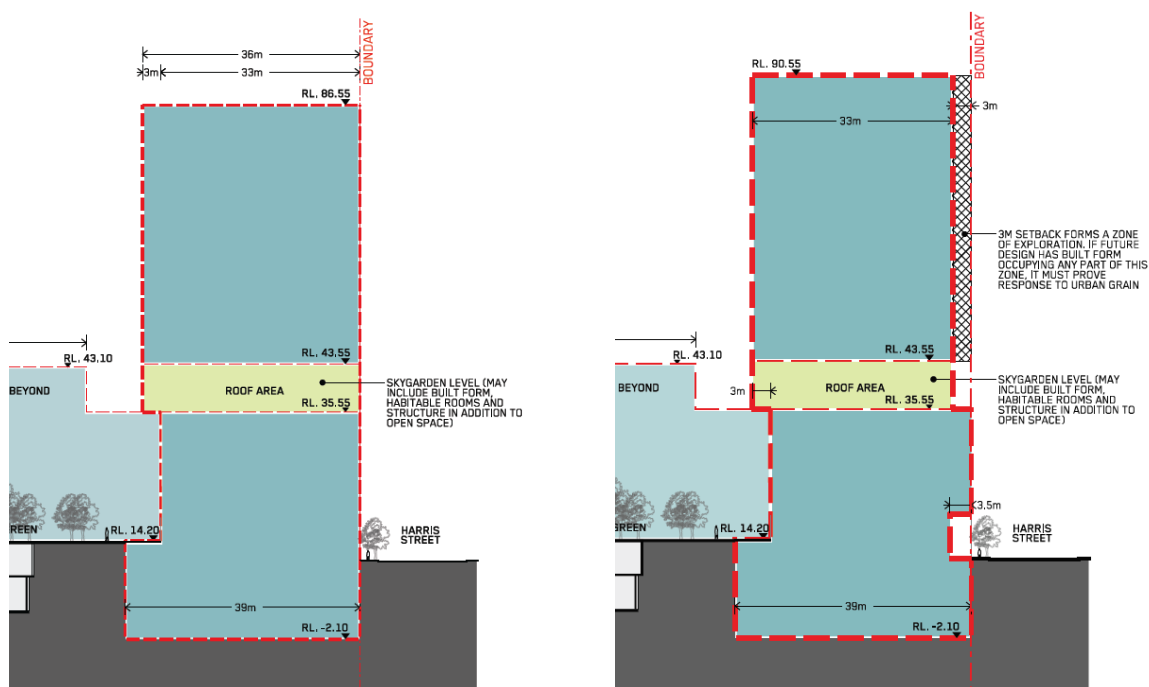 36m
3m
33m
BOUNDARY
RL. 86.55
RL. 43.10
RL. 43.55
BEYOND
ROOF AREA
SKYGARDEN LEVEL (MAY
INCLUDE BUILT FORM,
HABITABLE ROOMS AND
STRUCTURE IN ADDITION TO
OPEN SPACE)
RL. 35.55
REEN
RL. 14.20
HARRIS
STREET
39m
RL. -2.10
BOUNDARY
RL. 90.55
3m
33m
3M SETBACK FORMS A ZONE
OF EXPLORATION. IF FUTURE
DESIGN HAS BUILT FORM
OCCUPYING ANY PART OF THIS
ZONE, IT MUST PROVE
RESPONSE TO URBAN GRAIN
RL. 43.10
RL. 43.55
BEYOND
3m
ROOF AREA
SKYGARDEN LEVEL (MAY
INCLUDE BUILT FORM,
HABITABLE ROOMS AND
STRUCTURE IN ADDITION TO
OPEN SPACE)
RL. 35.55
3.5m
GREEN
RL. 14.20
HARRIS
STREET
39m
RL. -2.10